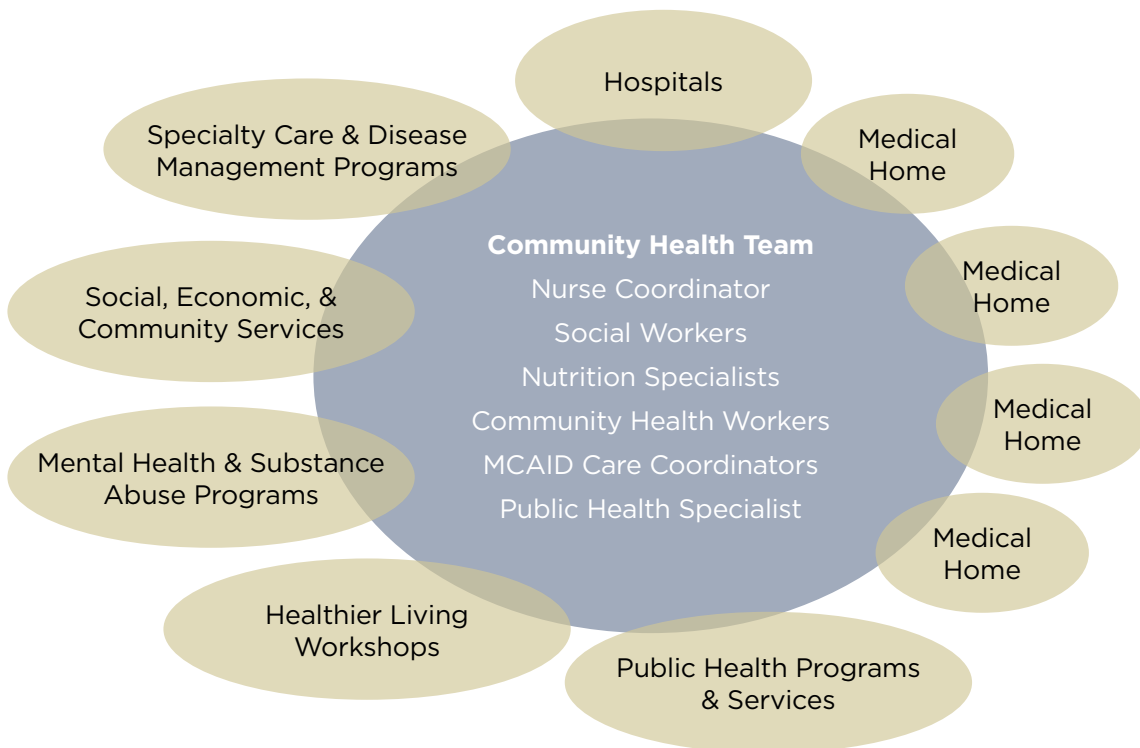 Hospitals
Specialty Care & Disease
Management Programs
Medical
Home
Community Health Team
Nurse Coordinator
Social Workers
Nutrition Specialists
Community Health Workers
MCAID Care Coordinators
Public Health Specialist
Medical
Home
Social, Economic, &
Community Services
Medical
Home
Mental Health & Substance
Abuse Programs
Medical
Home
Healthier Living
Workshops
Public Health Programs
& Services